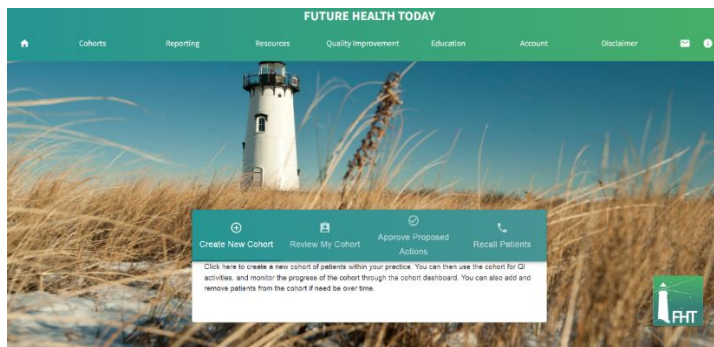 FUTURE HEALTH TODAY
Cohorts Reporting Resources Quality Improvement Education Account Disclaimer
Create New Cohort Review My Cohort Approve Proposed Actions Recall Patients
Click here to create a new cohort of patients within your practice. You can then use the cohort for QI
activities, and monitor the progress of the cohort through the cohort dashboard. You can also add and
remove patients from the cohort if need be over time.
FHT